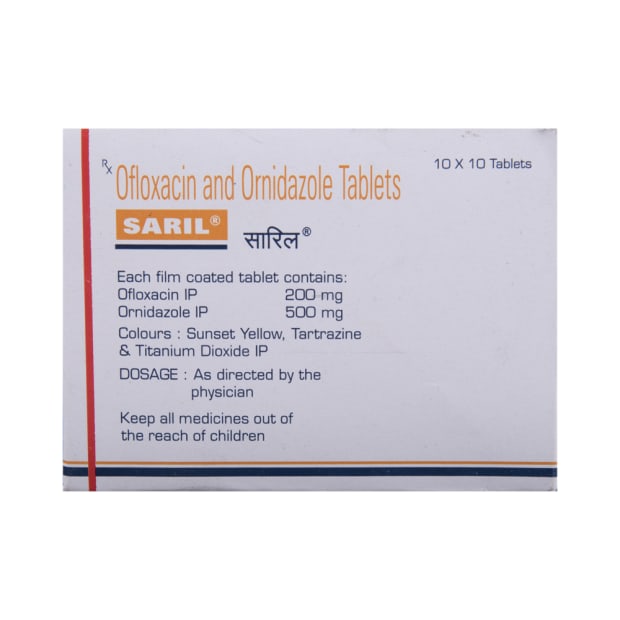 Rx Ofloxacin and Ornidazole Tablets
10 X 10 Tablets
SARIL®
सारिल®
Each film coated tablet contains:
Ofloxacin IP 200 mg
Ornidazole IP 500 mg
Colours : Sunset Yellow, Tartrazine
& Titanium Dioxide IP
DOSAGE : As directed by the
physician
Keep all medicines out of
the reach of children